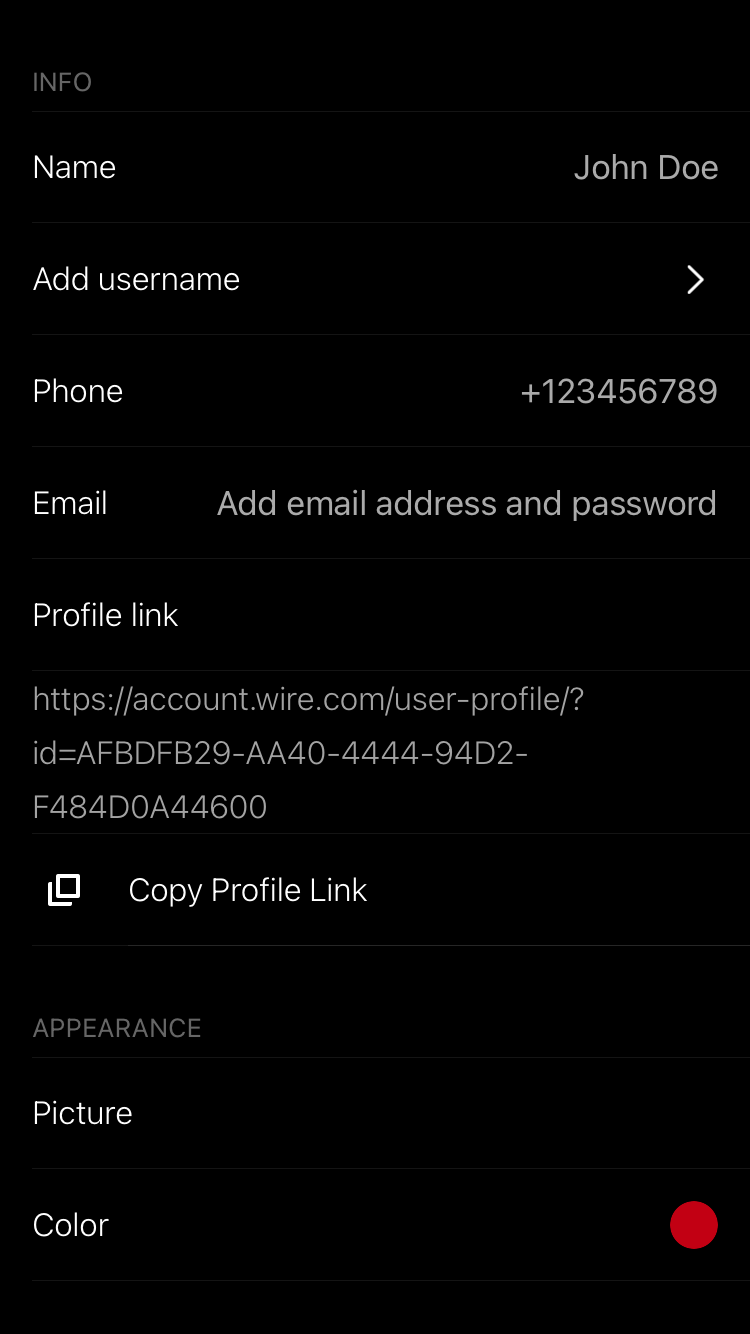 INFO
Name John Doe
Add username
Phone +123456789
Email Add email address and password
Profile link
https://account.wire.com/user-profile/?
id=AFBDFB29-AA40-4444-94D2-
F484D0A44600
Copy Profile Link
APPEARANCE
Picture
Color